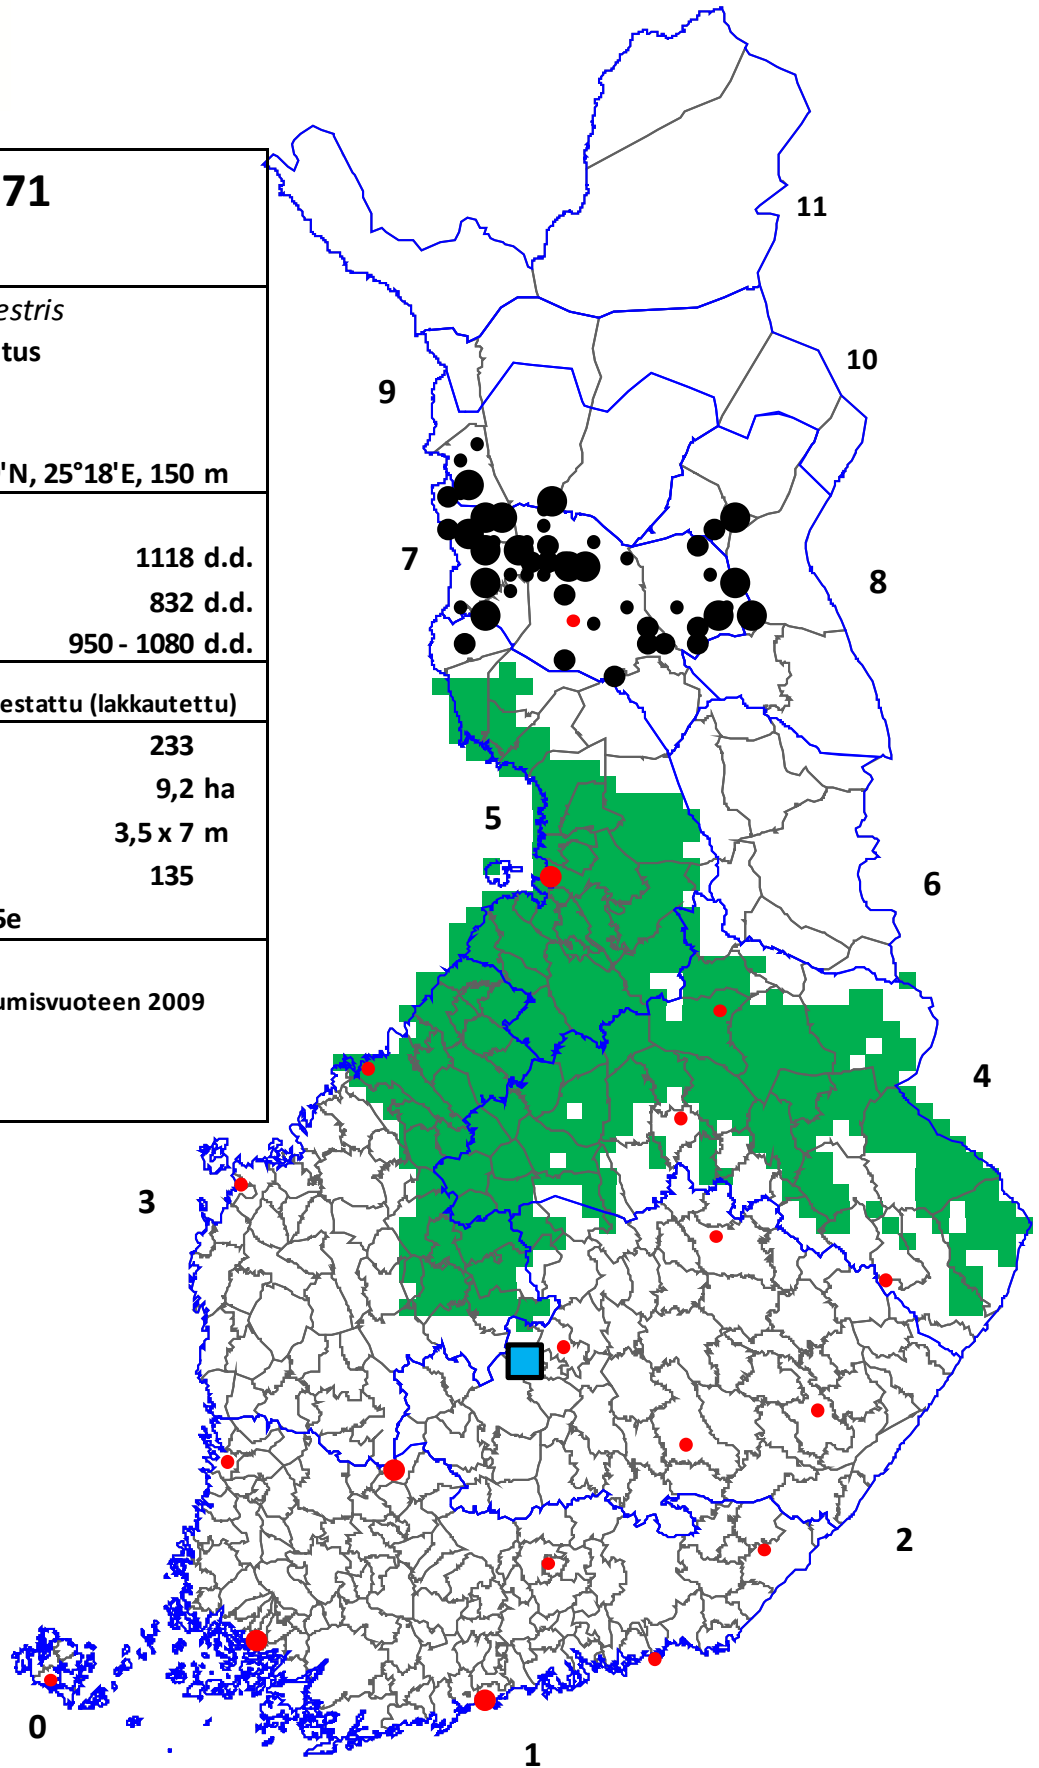 71
estris
tus
'N, 25°18'E, 150 m
1118 d.d.
832 d.d.
950 - 1080 d.d.
estattu (lakkautettu)
233
9,2 ha
3,5 x 7 m
135
6e
umisvuoteen 2009
11
10
9
8
7
6
5
4
3
2
1
0